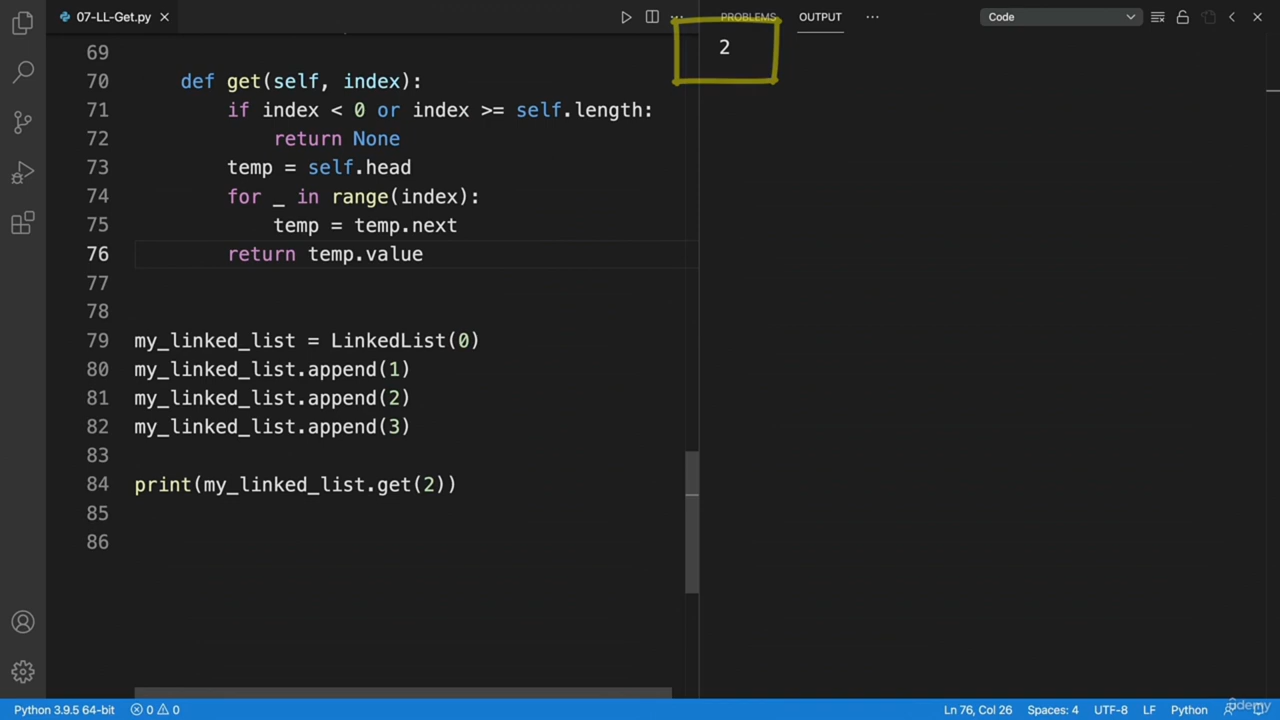 07-LL-Get.py
PROBLEMS OUTPUT ··· Code
2
69
70 def get(self, index):
71 if index < 0 or index >= self.length:
72 return None
73 temp = self.head
74 for _ in range(index):
75 temp = temp.next
76 return temp.value
77
78
79 my_linked_list = LinkedList(0)
80 my_linked_list.append(1)
81 my_linked_list.append(2)
82 my_linked_list.append(3)
83
84 print(my_linked_list.get(2))
85
86
Python 3.9.5 64-bit 0 0 Ln 76, Col 26 Spaces: 4 UTF-8 LF Python
udemy